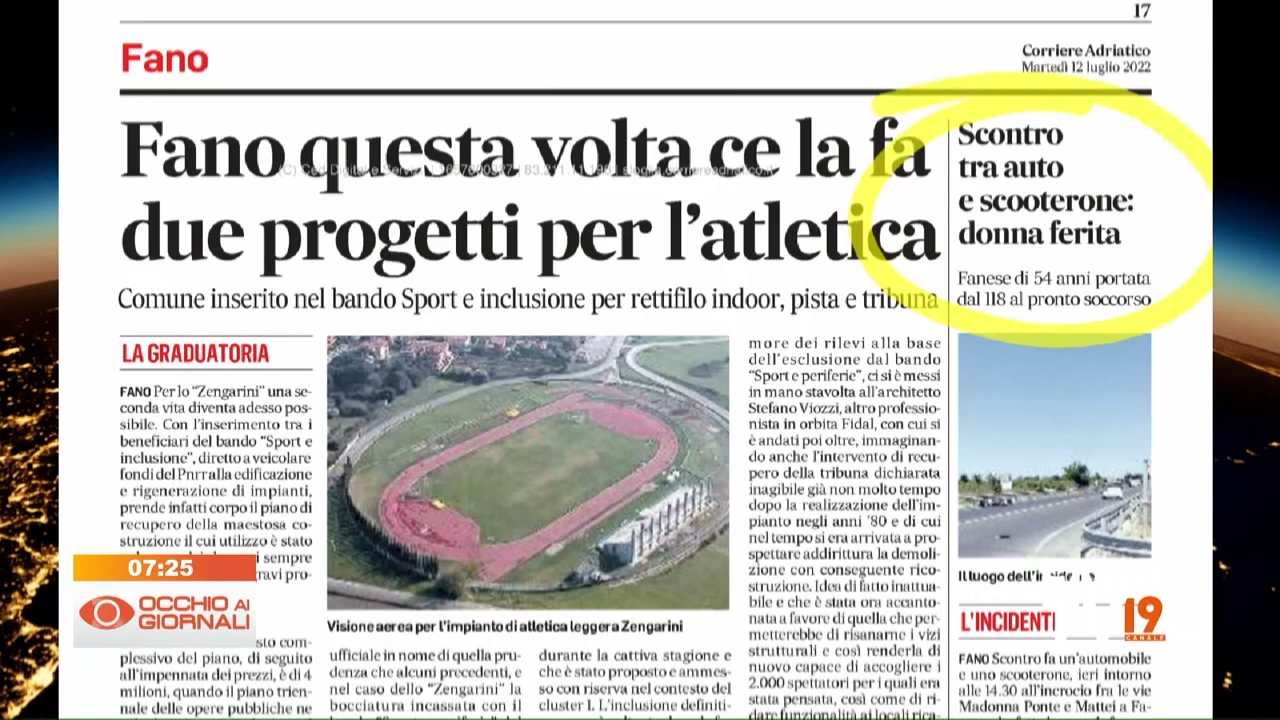 17
Fano
Corriere Adriatico
Martedì 12 luglio 2022
Fano questa volta ce la fa
due progetti per l'atletica
Comune inserito nel bando Sport e inclusione per rettifilo indoor, pista e tribuna
LA GRADUATORIA
FANO Per lo "Zengarini" una se-
conda vita diventa adesso pos-
sibile. Con l'inserimento tra i
beneficiari del bando "Sport e
inclusione", diretto a veicolare
fondi del Pnrr alla edificazione
e rigenerazione di impianti,
prende infatti corpo il piano di
recupero della maestosa co-
struzione il cui utilizzo è stato
sempre
ravi pro-
sto com-
plessivo del piano, di seguito
all'impennata dei prezzi, è di 4
milioni, quando il piano trien-
nale delle opere pubbliche ne
Visione aerea per l'impianto di atletica leggera Zengarini
ufficiale in nome di quella pru-
denza che alcuni precedenti, e
nel caso dello "Zengarini" la
bocciatura incassata con il
durante la cattiva stagione e
che è stato proposto e ammes-
so con riserva nel contesto del
cluster 1. L'inclusione definiti-
more dei rilievi alla base
dell'esclusione dal bando
"Sport e periferie", ci si è messi
in mano stavolta all'architetto
Stefano Viozzi, altro professio-
nista in orbita Fidal, con cui si
è andati poi oltre, immaginan-
do anche l'intervento di recu-
pero della tribuna dichiarata
inagibile già non molto tempo
dopo la realizzazione dell'im-
pianto negli anni '80 e di cui
nel tempo si era arrivata a pro-
spettare addirittura la demoli-
zione con conseguente rico-
struzione. Idea di fatto inattua-
bile e che è stata ora accanto-
nata a favore di quella che per-
metterebbe di risanarne i vizi
strutturali e così renderla di
nuovo capace di accogliere i
2.000 spettatori per i quali era
stata pensata, così come di ri-
dare funzionalità ai locali rica-
Scontro
tra auto
e scooterone:
donna ferita
Fanese di 54 anni portata
dal 118 al pronto soccorso
Il luogo dell'ir
L'INCIDENTI
FANO Scontro fa un'automobile
e uno scooterone, ieri intorno
alle 14.30 all'incrocio fra le vie
Madonna Ponte e Mattei a Fa-
07:25
OCCHIO AI
GIORNALI
19
CANALE